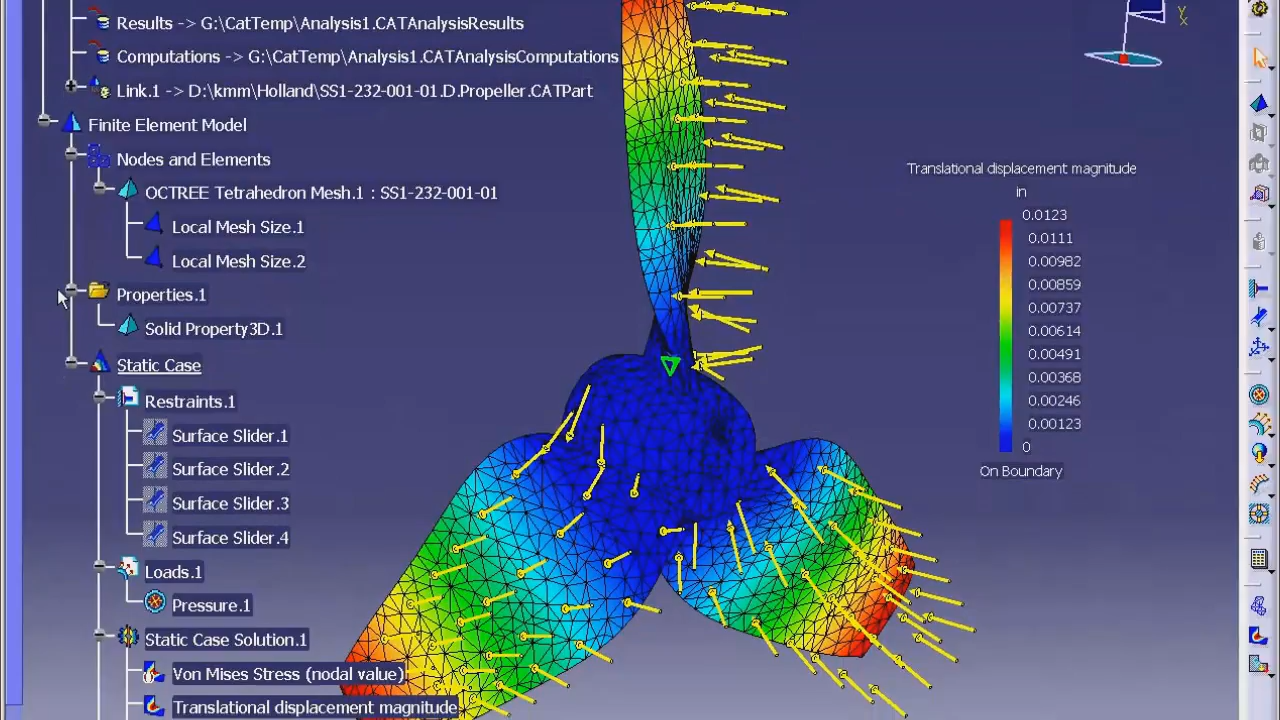 Results -> G:\CatTemp\Analysis1.CATAnalysisResults
Computations -> G:\CatTemp\Analysis1.CATAnalysisComputations
Link.1 -> D:\kmm\Holland\SS1-232-001-01.D.Propeller.CATPart
Finite Element Model
Nodes and Elements
OCTREE Tetrahedron Mesh.1 : SS1-232-001-01
Local Mesh Size.1
Local Mesh Size.2
Properties.1
Solid Property3D.1
Static Case
Restraints.1
Surface Slider.1
Surface Slider.2
Surface Slider.3
Surface Slider.4
Loads.1
Pressure.1
Static Case Solution.1
Von Mises Stress (nodal value)
Translational displacement magnitude
Y
X
Translational displacement magnitude
in
0.0123
0.0111
0.00982
0.00859
0.00737
0.00614
0.00491
0.00368
0.00246
0.00123
0
On Boundary